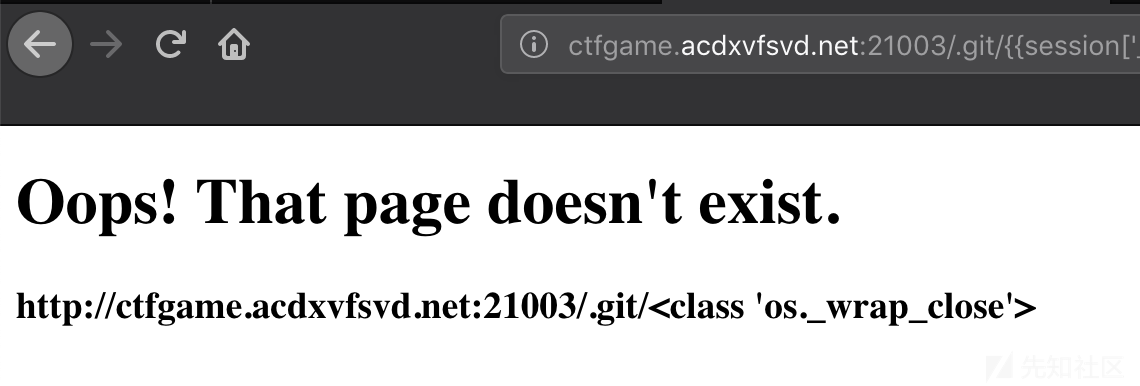 ctfgame.acdxvfsvd.net:21003/.git/{{session['_
Oops! That page doesn't exist.
http://ctfgame.acdxvfsvd.net:21003/.git/<class 'os._wrap_close'>
先知社区